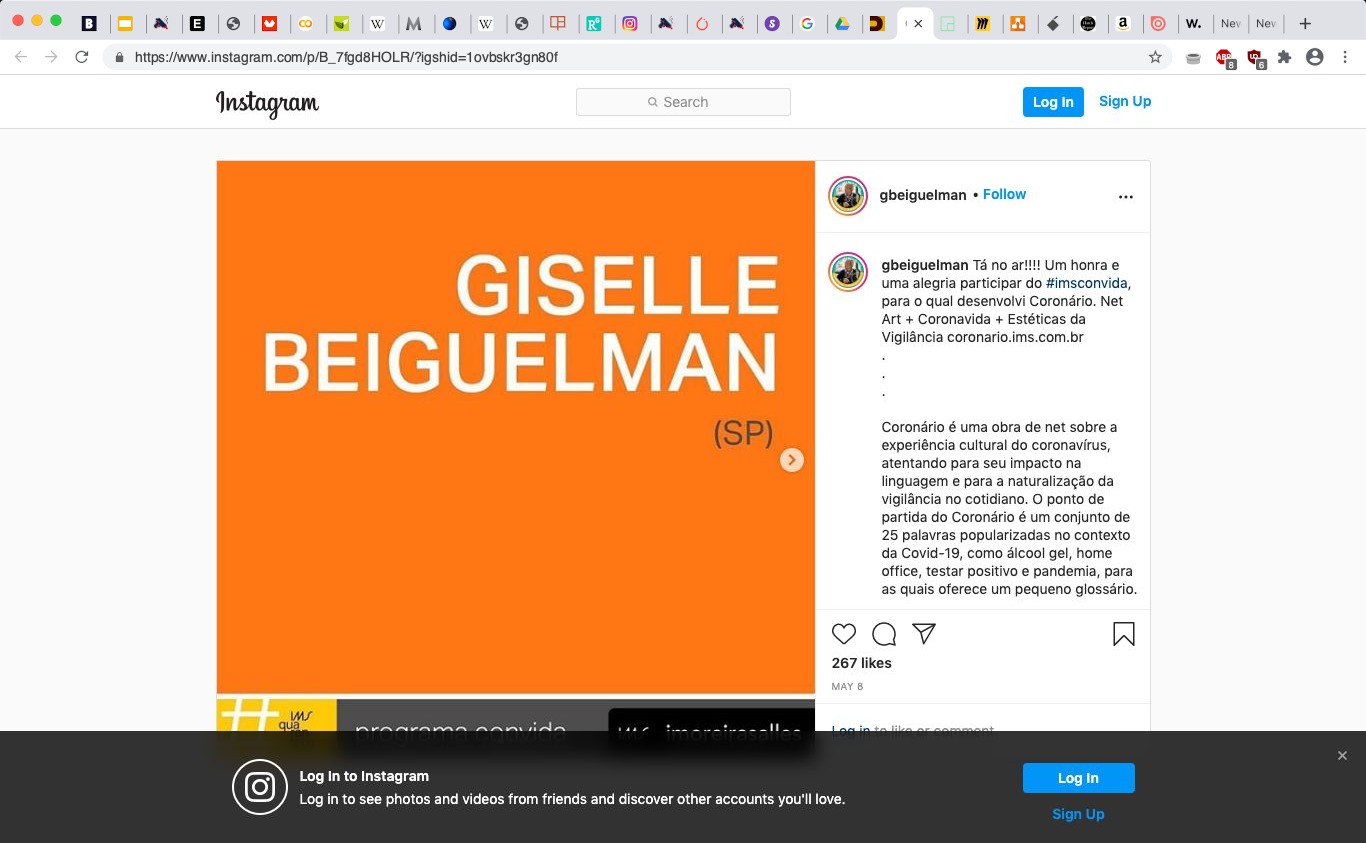 B
E
W
M
W
R
S
G
a
W.
New
New
https://www.instagram.com/p/B_7fgd8HOLR/?igshid=1ovbskr3gn80f
8
6
Instagram
Search
Log In
Sign Up
GISELLE
BEIGUELMAN
(SP)
#
ims
programa convida
ims imoreirasalles
gbeiguelman • Follow
gbeiguelman Tá no ar!!!! Um honra e
uma alegria participar do #imsconvida,
para o qual desenvolvi Coronário. Net
Art + Coronavida + Estéticas da
Vigilância coronario.ims.com.br
.
.
.
Coronário é uma obra de net sobre a
experiência cultural do coronavírus,
atentando para seu impacto na
linguagem e para a naturalização da
vigilância no cotidiano. O ponto de
partida do Coronário é um conjunto de
25 palavras popularizadas no contexto
da Covid-19, como álcool gel, home
office, testar positivo e pandemia, para
as quais oferece um pequeno glossário.
267 likes
MAY 8
Log in to like or comment.
Log In to Instagram
Log in to see photos and videos from friends and discover other accounts you'll love.
Log In
Sign Up